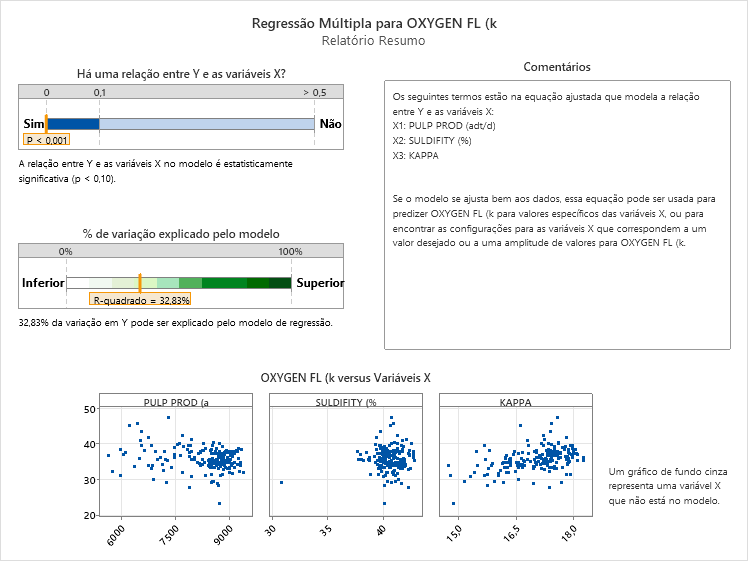 Regressão Múltipla para OXYGEN FL (k
Relatório Resumo
Há uma relação entre Y e as variáveis X?
0 0,1 > 0,5
Sim Não
P < 0,001
A relação entre Y e as variáveis X no modelo é estatisticamente
significativa (p < 0,10).
% de variação explicado pelo modelo
0% 100%
Inferior Superior
R-quadrado = 32,83%
32,83% da variação em Y pode ser explicado pelo modelo de regressão.
Comentários
Os seguintes termos estão na equação ajustada que modela a relação
entre Y e as variáveis X:
X1: PULP PROD (adt/d)
X2: SULDIFITY (%)
X3: KAPPA
Se o modelo se ajusta bem aos dados, essa equação pode ser usada para
predizer OXYGEN FL (k para valores específicos das variáveis X, ou para
encontrar as configurações para as variáveis X que correspondem a um
valor desejado ou a uma amplitude de valores para OXYGEN FL (k.
OXYGEN FL (k versus Variáveis X
PULP PROD (a SULDIFITY (% KAPPA
50
40
30
20
6000 7500 9000 30 35 40 15,0 16,5 18,0
Um gráfico de fundo cinza
representa uma variável X
que não está no modelo.